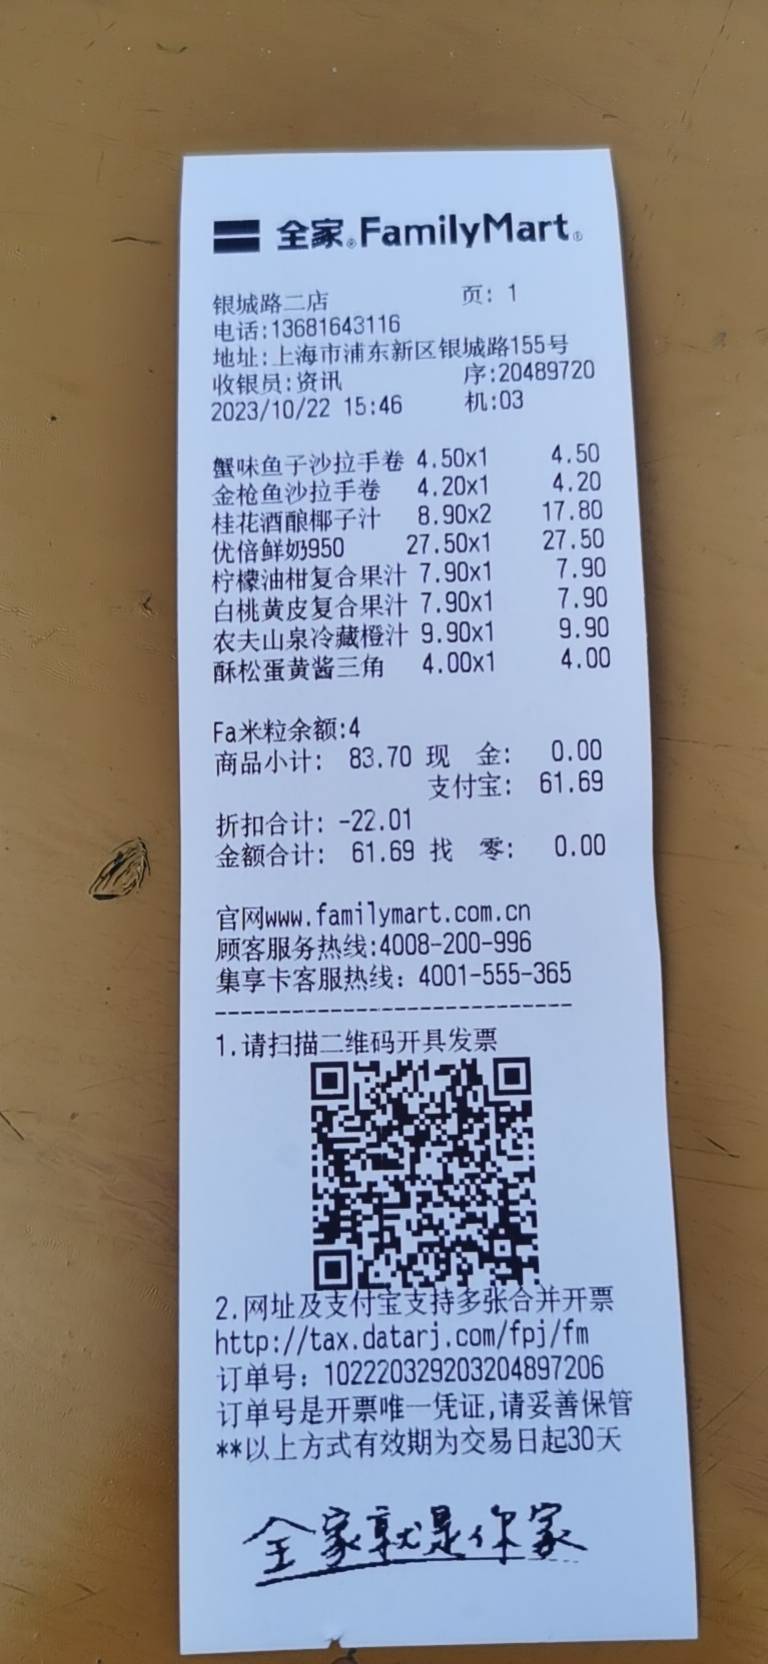 全家 FamilyMart
银城路二店 页: 1
电话:13681643116
地址:上海市浦东新区银城路155号
收银员:资讯 序:20489720
2023/10/22 15:46 机:03
蟹味鱼子沙拉手卷 4.50x1 4.50
金枪鱼沙拉手卷 4.20x1 4.20
桂花酒酿椰子汁 8.90x2 17.80
优倍鲜奶950 27.50x1 27.50
柠檬油柑复合果汁 7.90x1 7.90
白桃黄皮复合果汁 7.90x1 7.90
农夫山泉冷藏橙汁 9.90x1 9.90
酥松蛋黄酱三角 4.00x1 4.00
Fa米粒余额:4
商品小计: 83.70 现 金: 0.00
支付宝: 61.69
折扣合计: -22.01
金额合计: 61.69 找 零: 0.00
官网www.familymart.com.cn
顾客服务热线:4008-200-996
集享卡客服热线: 4001-555-365
1.请扫描二维码开具发票
2.网址及支付宝支持多张合并开票
http://tax.datarj.com/fpj/fm
订单号: 102220329203204897206
订单号是开票唯一凭证,请妥善保管
**以上方式有效期为交易日起30天
全家就是你家